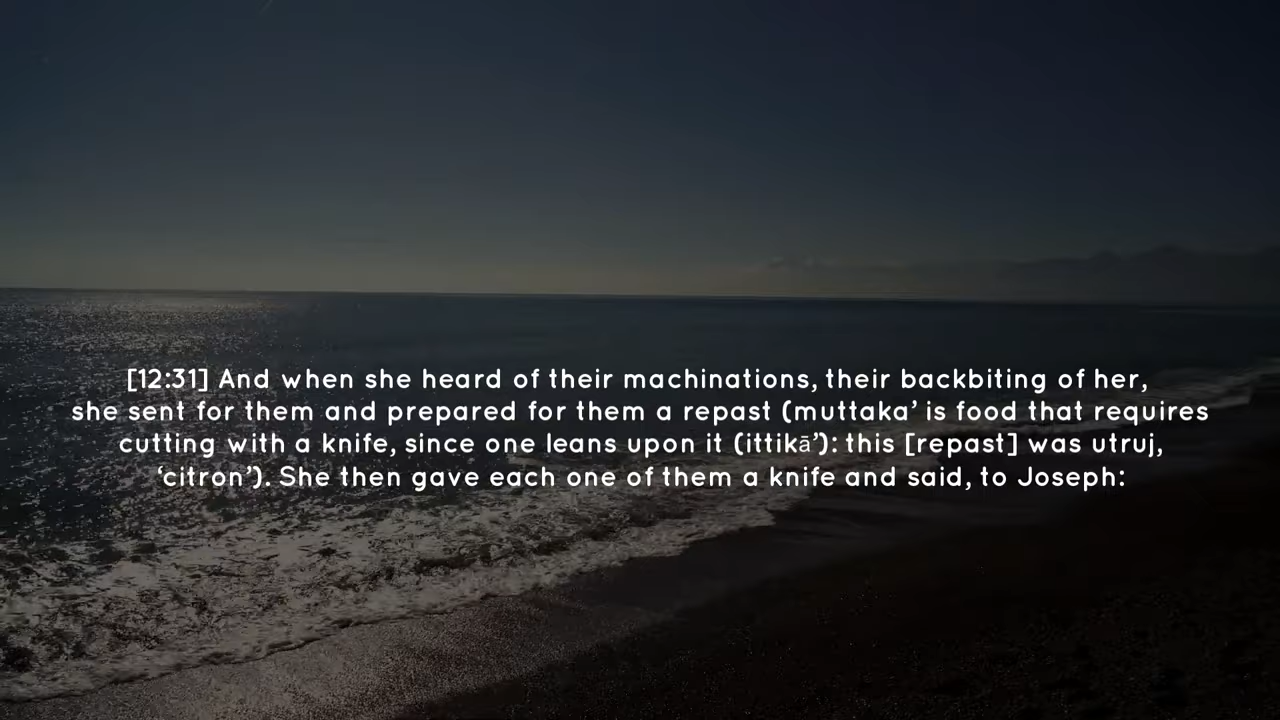 [12:31] And when she heard of their machinations, their backbiting of her,
she sent for them and prepared for them a repast (muttaka’ is food that requires
cutting with a knife, since one leans upon it (ittikā’): this [repast] was utruj,
‘citron’). She then gave each one of them a knife and said, to Joseph: